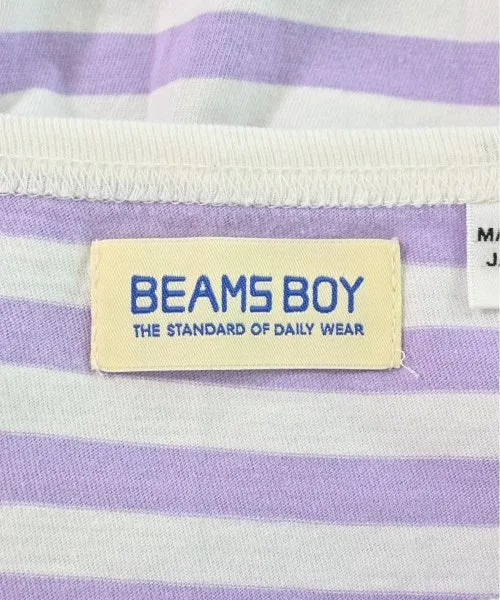 BEAMS BOY
THE STANDARD OF DAILY WEAR